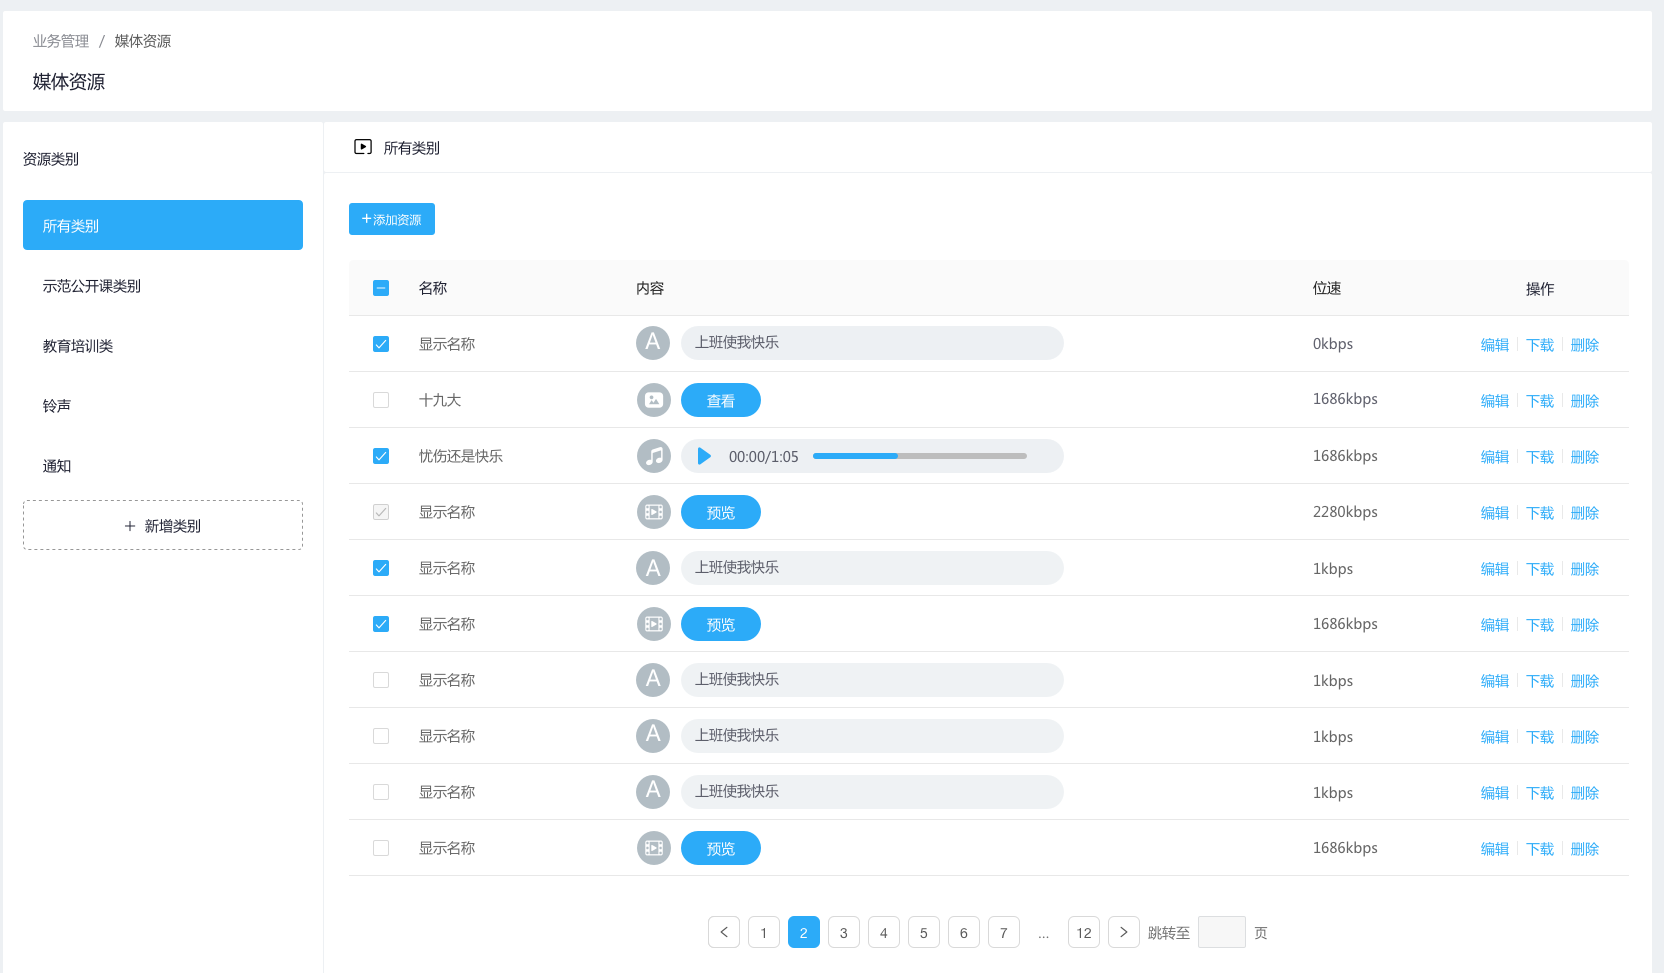 业务管理 / 媒体资源
媒体资源
资源类别
所有类别
示范公开课类别
教育培训类
铃声
通知
+ 新增类别
所有类别
+添加资源
名称 内容 位速 操作
显示名称 A 上班使我快乐 0kbps 编辑 下载 删除
十九大 查看 1686kbps 编辑 下载 删除
忧伤还是快乐 00:00/1:05 1686kbps 编辑 下载 删除
显示名称 预览 2280kbps 编辑 下载 删除
显示名称 A 上班使我快乐 1kbps 编辑 下载 删除
显示名称 预览 1686kbps 编辑 下载 删除
显示名称 A 上班使我快乐 1kbps 编辑 下载 删除
显示名称 A 上班使我快乐 1kbps 编辑 下载 删除
显示名称 A 上班使我快乐 1kbps 编辑 下载 删除
显示名称 预览 1686kbps 编辑 下载 删除
< 1 2 3 4 5 6 7 ... 12 > 跳转至 页